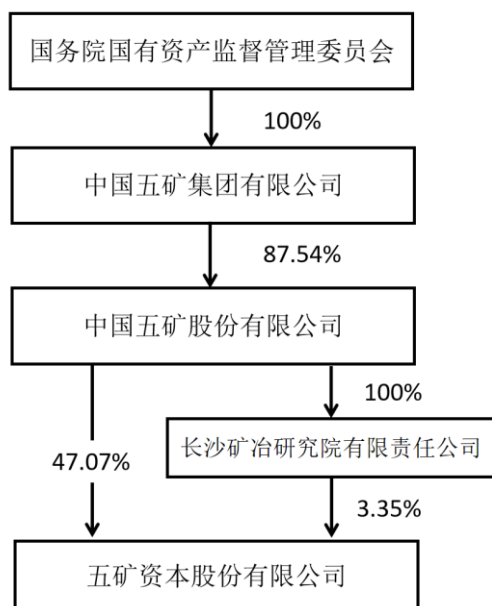 国务院国有资产监督管理委员会
100%
中国五矿集团有限公司
87.54%
中国五矿股份有限公司
100%
长沙矿冶研究院有限责任公司
47.07%
3.35%
五矿资本股份有限公司